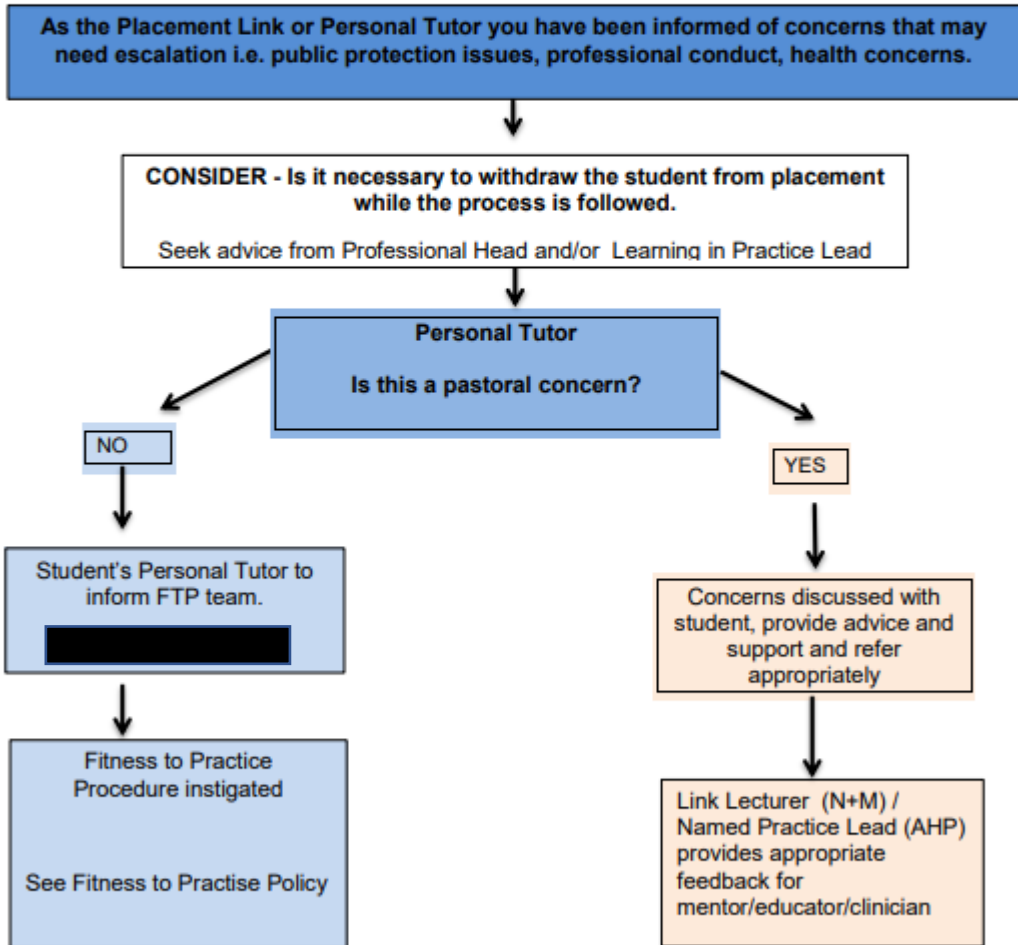 As the Placement Link or Personal Tutor you have been informed of concerns that may
need escalation i.e. public protection issues, professional conduct, health concerns.
CONSIDER - Is it necessary to withdraw the student from placement
while the process is followed.
Seek advice from Professional Head and/or Learning in Practice Lead
Personal Tutor
Is this a pastoral concern?
NO
YES
Student's Personal Tutor to
inform FTP team.
Concerns discussed with
student, provide advice and
support and refer
appropriately
Fitness to Practice
Procedure instigated
See Fitness to Practise Policy
Link Lecturer (N+M) /
Named Practice Lead (AHP)
provides appropriate
feedback for
mentor/educator/clinician